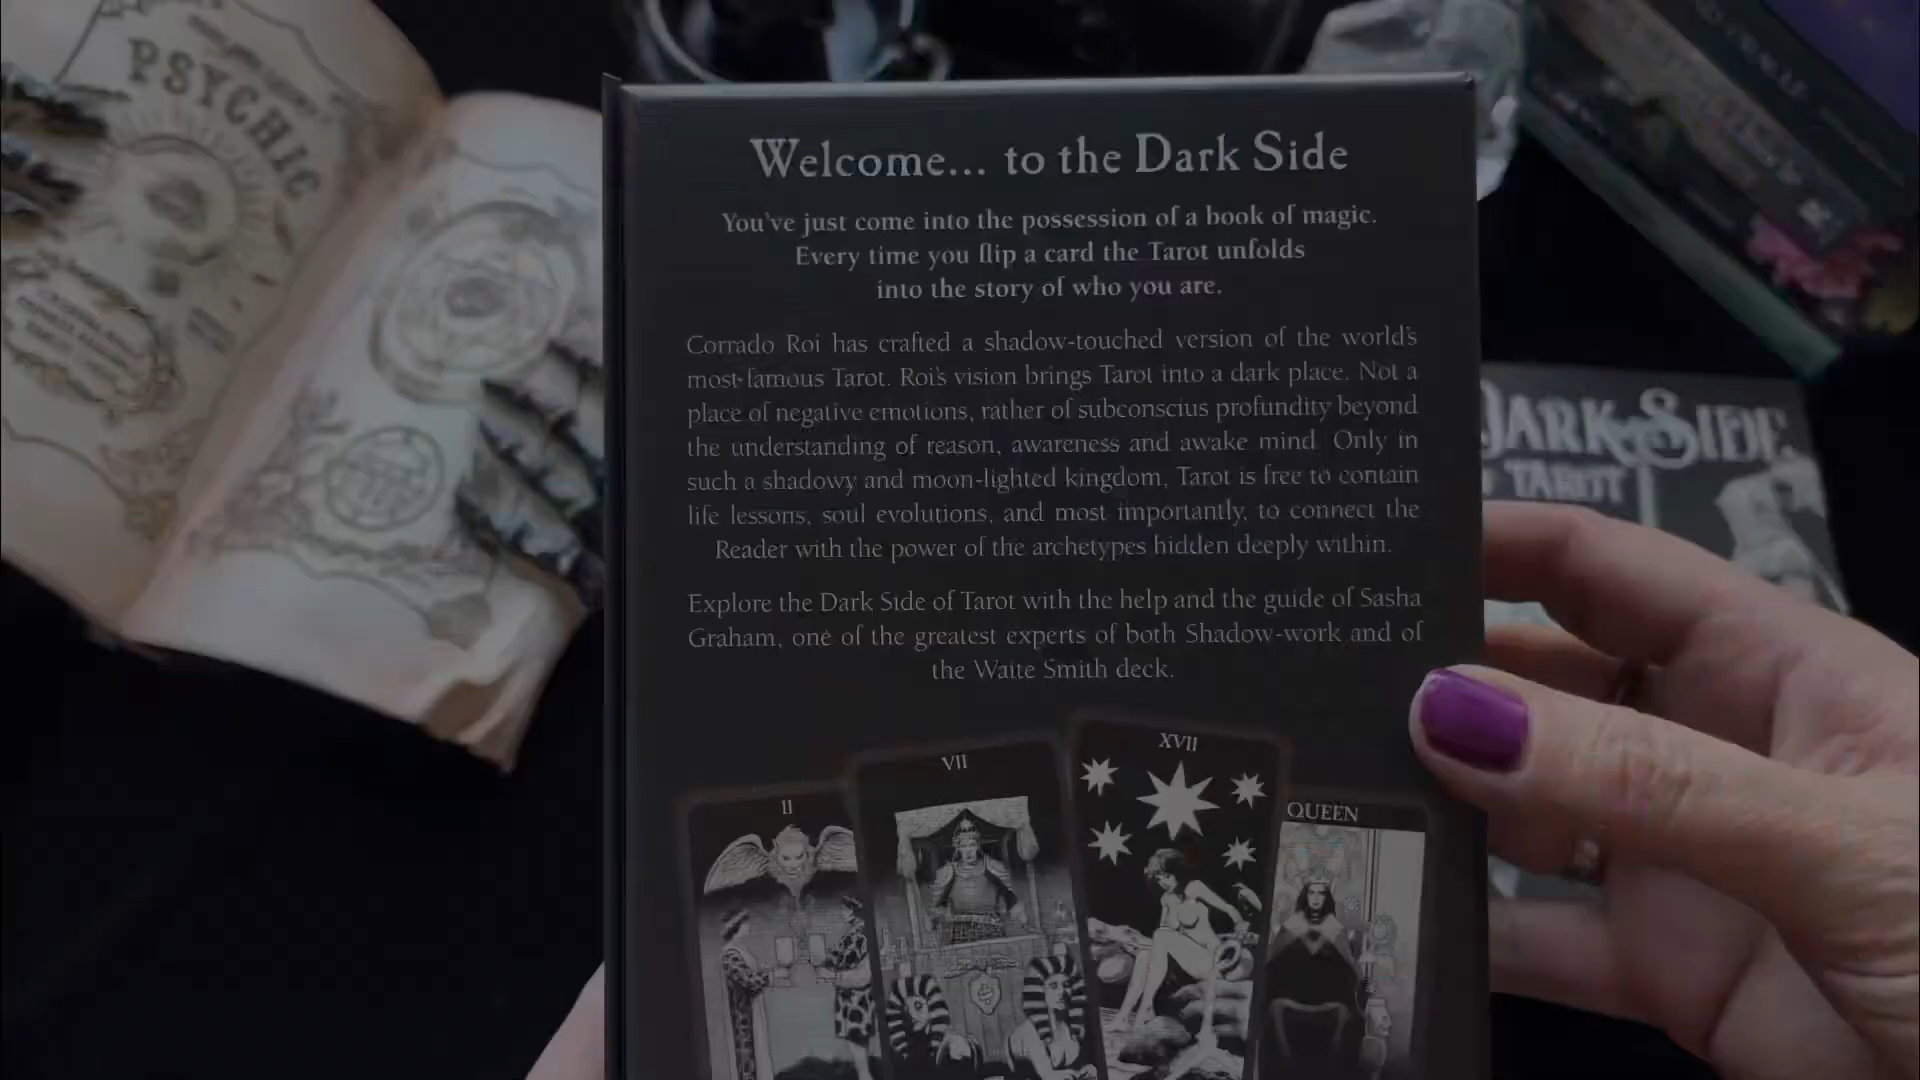 PSYCHIC
Welcome... to the Dark Side
You've just come into the possession of a book of magic.
Every time you flip a card the Tarot unfolds
into the story of who you are.
Corrado Roi has crafted a shadow-touched version of the world's
most famous Tarot. Roi's vision brings Tarot into a dark place. Not a
place of negative emotions, rather of subconscius profundity beyond
the understanding of reason, awareness and awake mind. Only in
such a shadowy and moon-lighted kingdom, Tarot is free to contain
life lessons, soul evolutions, and most importantly, to connect the
Reader with the power of the archetypes hidden deeply within.
Explore the Dark Side of Tarot with the help and the guide of Sasha
Graham, one of the greatest experts of both Shadow-work and of
the Waite Smith deck.
II
VII
XVII
QUEEN
DARK SIDE
TAROT